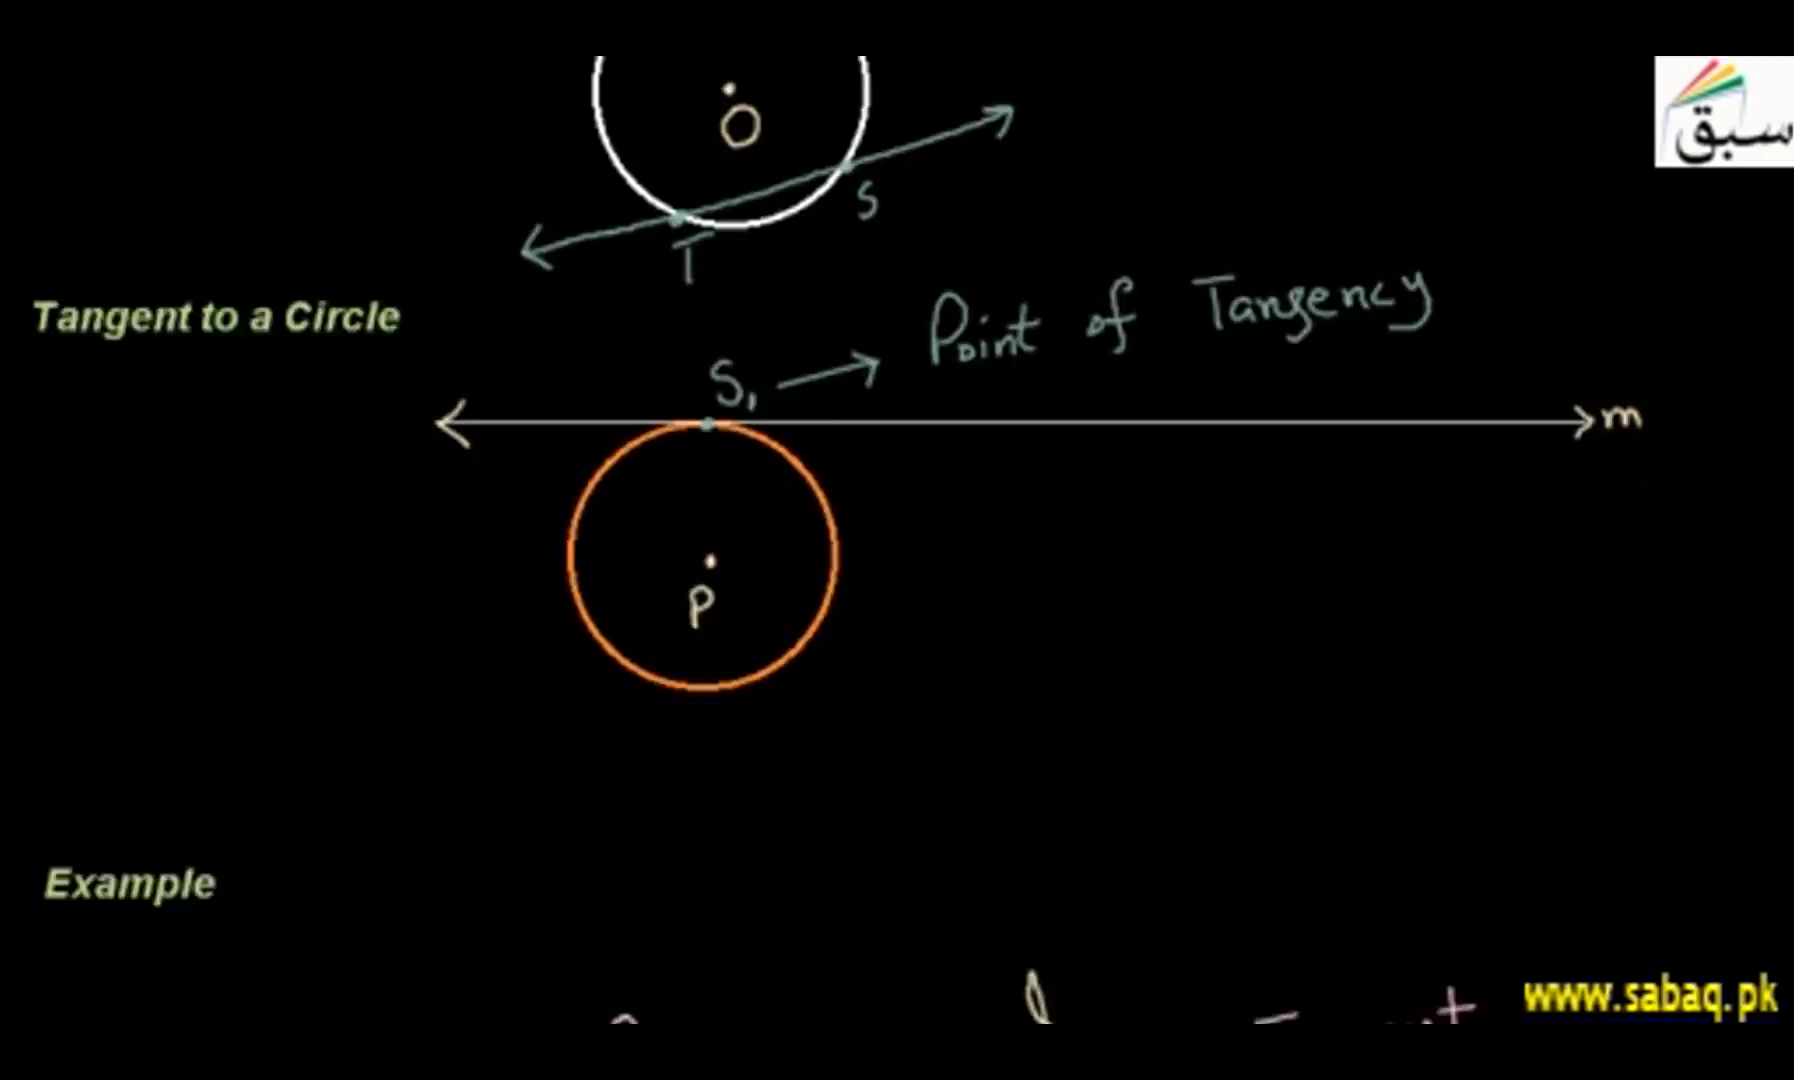 سبق
O
S
T
Tangent to a Circle
Point of Tangency
S₁
m
P
Example
www.sabaq.pk